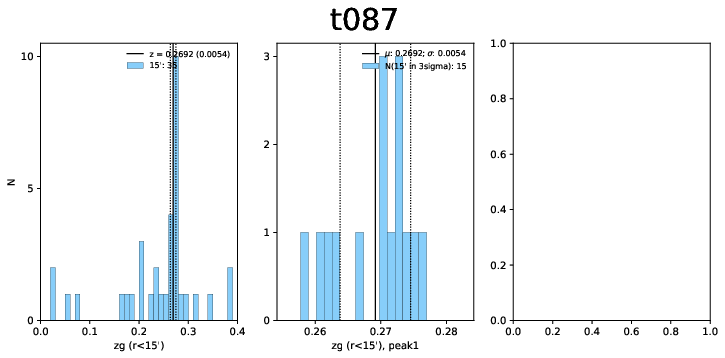 t087
z = 0.2692 (0.0054)
15': 35
N
10
5
0
0.0 0.1 0.2 0.3 0.4
zg (r<15')
μ: 0.2692; σ: 0.0054
N(15' in 3sigma): 15
3
2
1
0
0.26 0.27 0.28
zg (r<15'), peak1
1.0
0.8
0.6
0.4
0.2
0.0
0.0 0.2 0.4 0.6 0.8 1.0